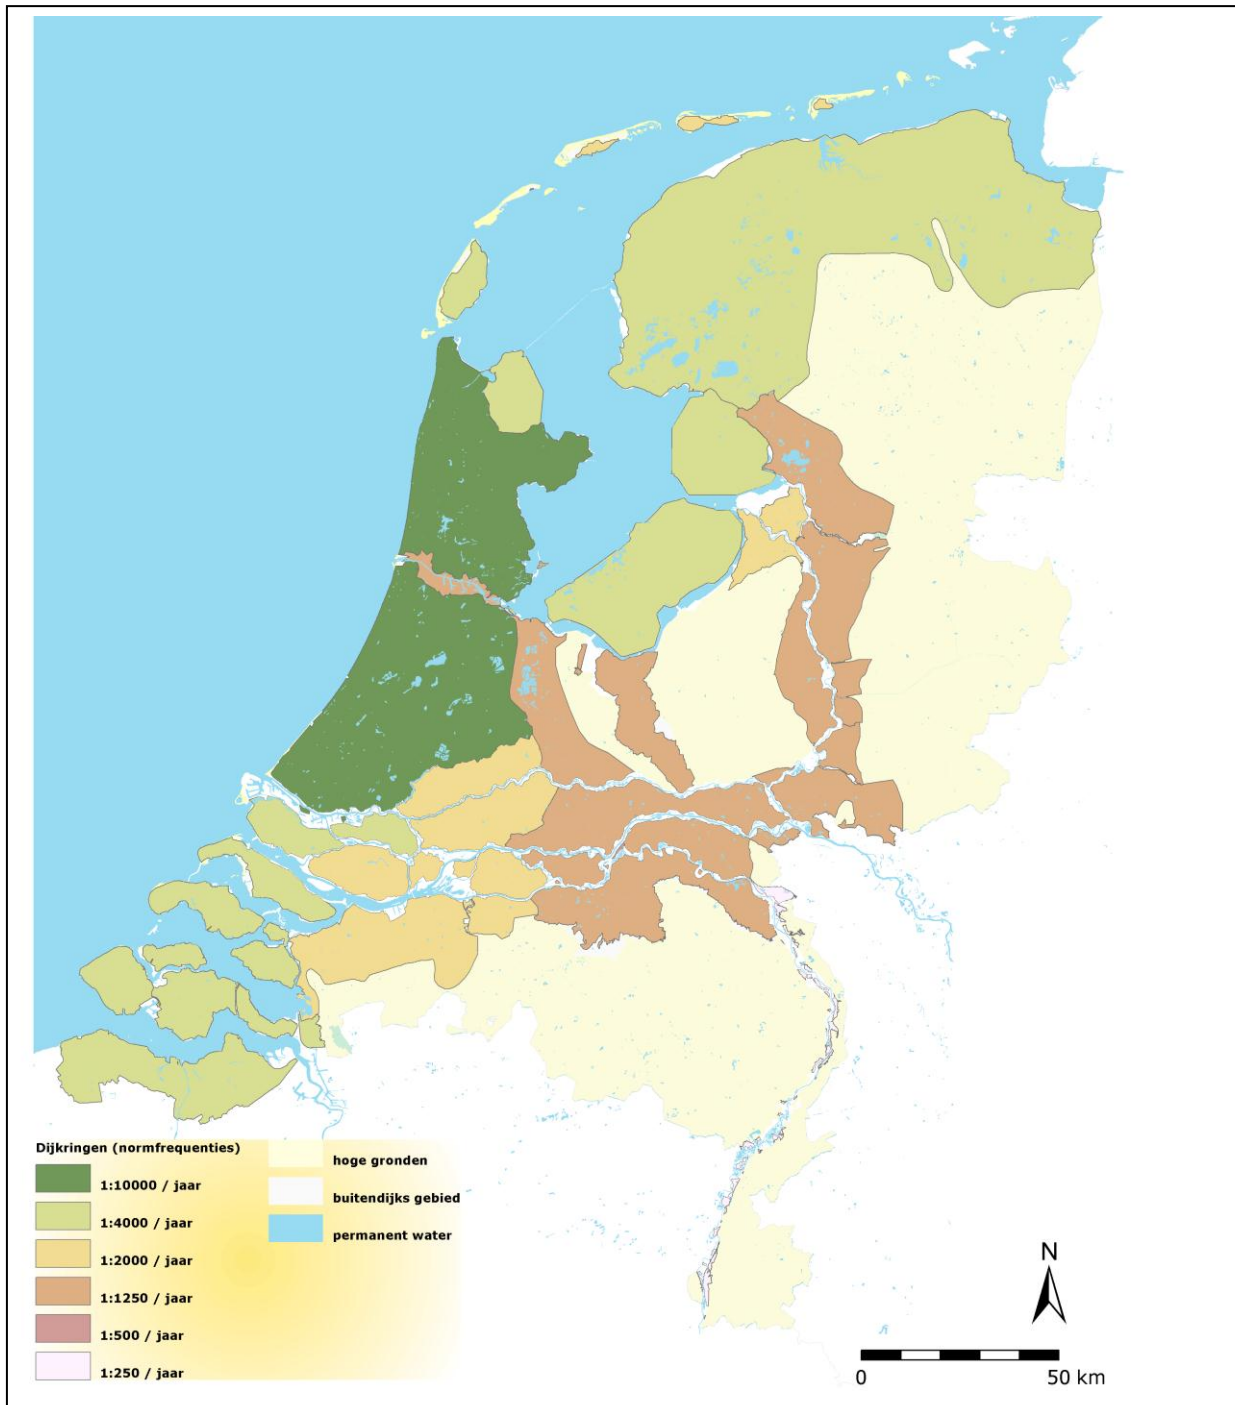 Dijkringen (normfrequenties)
1:10000 / jaar
1:4000 / jaar
1:2000 / jaar
1:1250 / jaar
1:500 / jaar
1:250 / jaar
hoge gronden
buitendijks gebied
permanent water
N
0 50 km